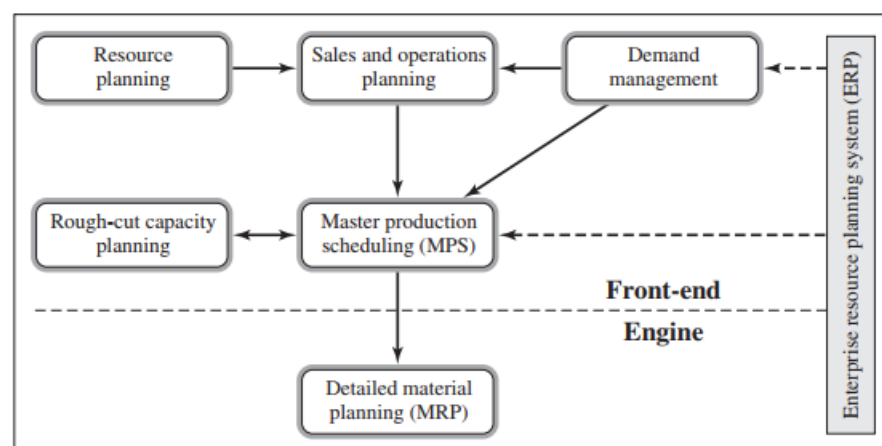 Resource
planning
Sales and operations
planning
Demand
management
Rough-cut capacity
planning
Master production
scheduling (MPS)
Front-end
Engine
Detailed material
planning (MRP)
Enterprise resource planning system (ERP)